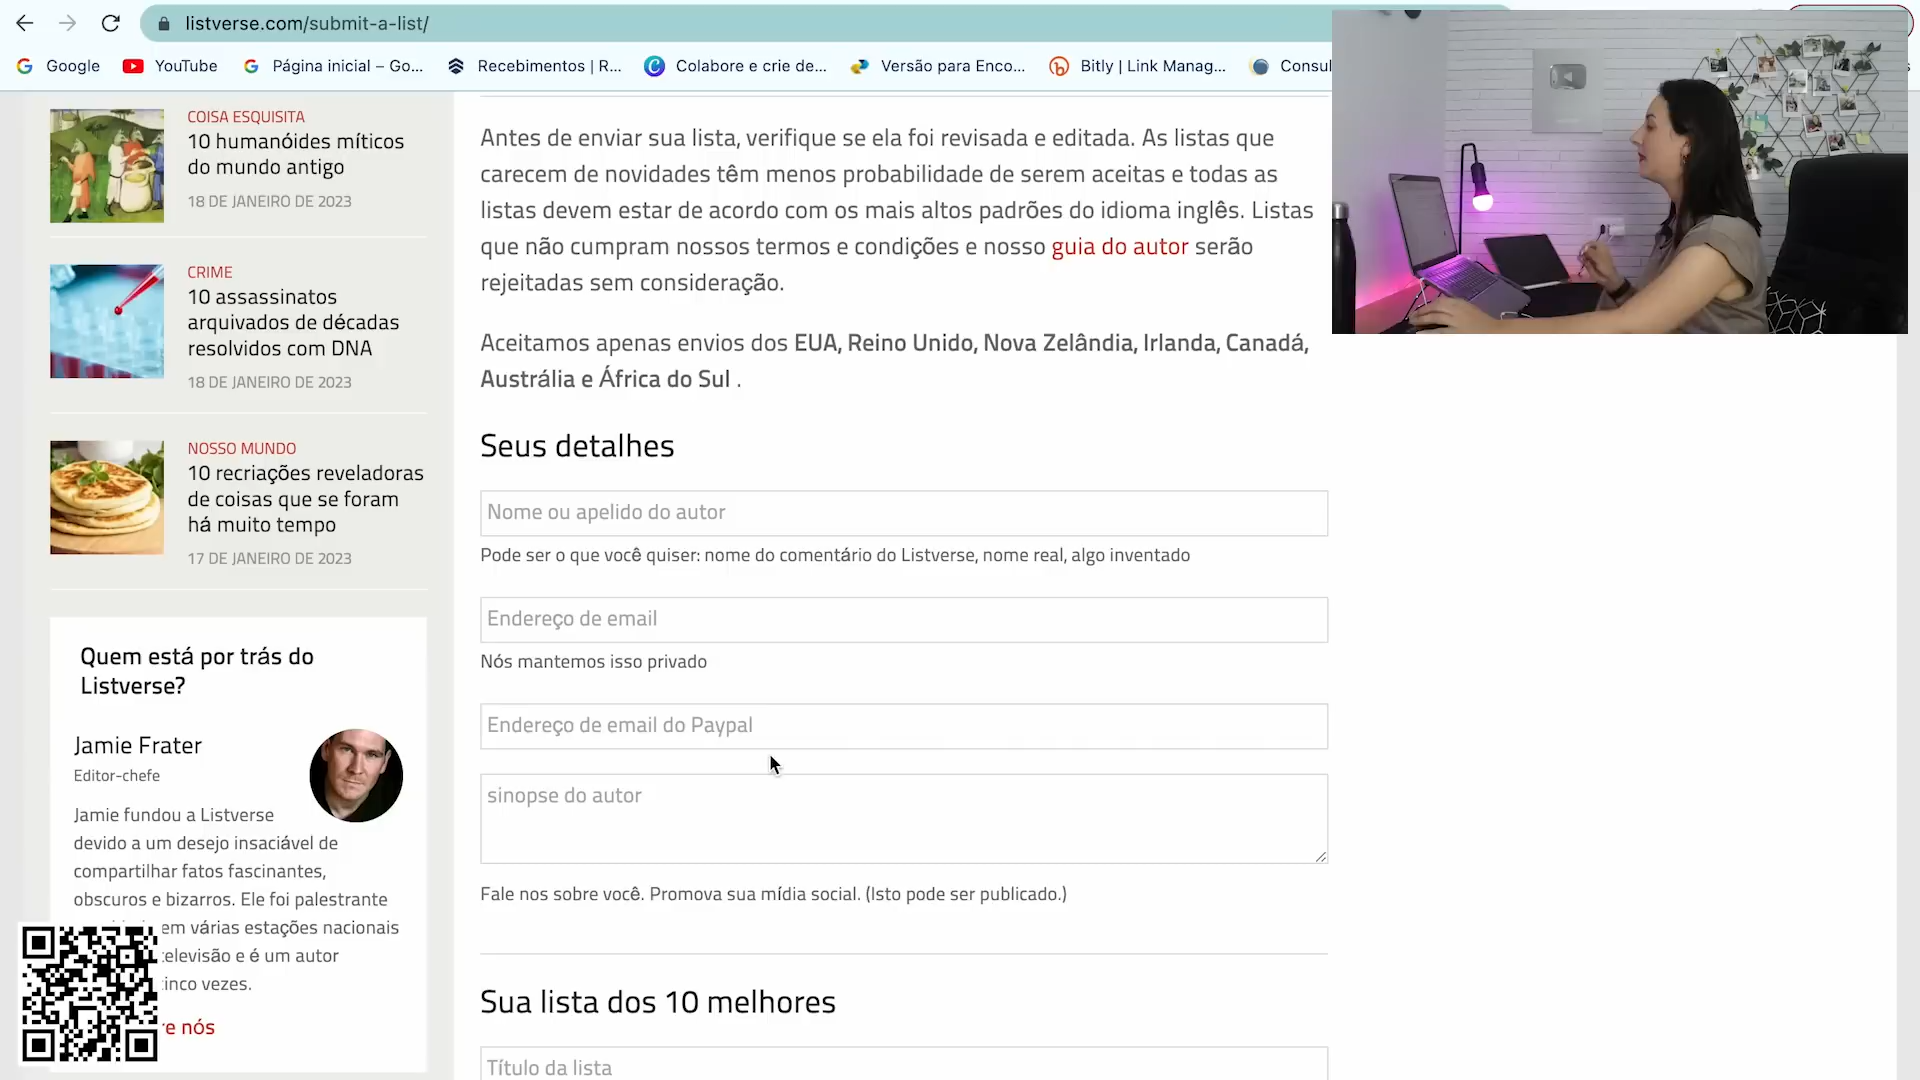 listverse.com/submit-a-list/
Google
YouTube
Página inicial – Go...
Recebimentos | R...
Colabore e crie de...
Versão para Enco...
Bitly | Link Manag...
Consul
COISA ESQUISITA
10 humanóides míticos
do mundo antigo
18 DE JANEIRO DE 2023
CRIME
10 assassinatos
arquivados de décadas
resolvidos com DNA
18 DE JANEIRO DE 2023
NOSSO MUNDO
10 recriações reveladoras
de coisas que se foram
há muito tempo
17 DE JANEIRO DE 2023
Quem está por trás do
Listverse?
Jamie Frater
Editor-chefe
Jamie fundou a Listverse
devido a um desejo insaciável de
compartilhar fatos fascinantes,
obscuros e bizarros. Ele foi palestrante
em várias estações nacionais
televisão e é um autor
cinco vezes.
re nós
Antes de enviar sua lista, verifique se ela foi revisada e editada. As listas que
carecem de novidades têm menos probabilidade de serem aceitas e todas as
listas devem estar de acordo com os mais altos padrões do idioma inglês. Listas
que não cumpram nossos termos e condições e nosso guia do autor serão
rejeitadas sem consideração.
Aceitamos apenas envios dos EUA, Reino Unido, Nova Zelândia, Irlanda, Canadá,
Austrália e África do Sul .
Seus detalhes
Nome ou apelido do autor
Pode ser o que você quiser: nome do comentário do Listverse, nome real, algo inventado
Endereço de email
Nós mantemos isso privado
Endereço de email do Paypal
sinopse do autor
Fale nos sobre você. Promova sua mídia social. (Isto pode ser publicado.)
Sua lista dos 10 melhores
Título da lista